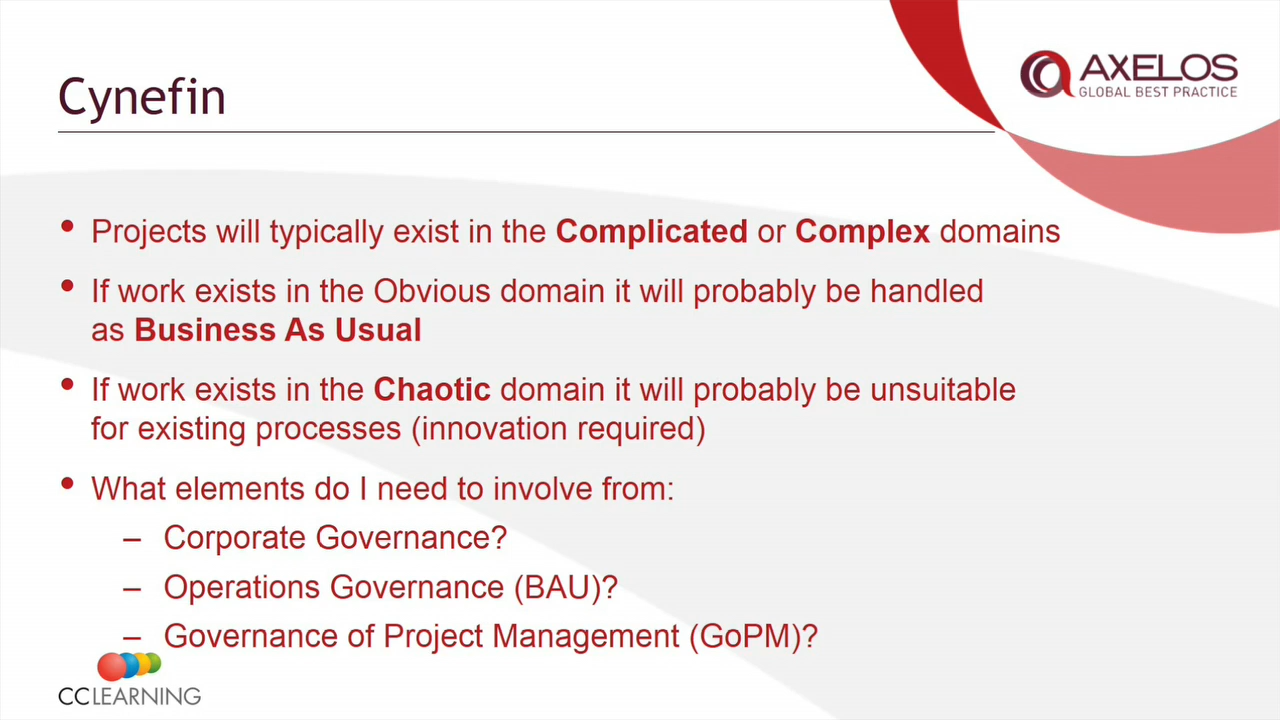 Cynefin
AXELOS
GLOBAL BEST PRACTICE
• Projects will typically exist in the Complicated or Complex domains
• If work exists in the Obvious domain it will probably be handled
as Business As Usual
• If work exists in the Chaotic domain it will probably be unsuitable
for existing processes (innovation required)
• What elements do I need to involve from:
– Corporate Governance?
– Operations Governance (BAU)?
– Governance of Project Management (GoPM)?
CCLEARNING